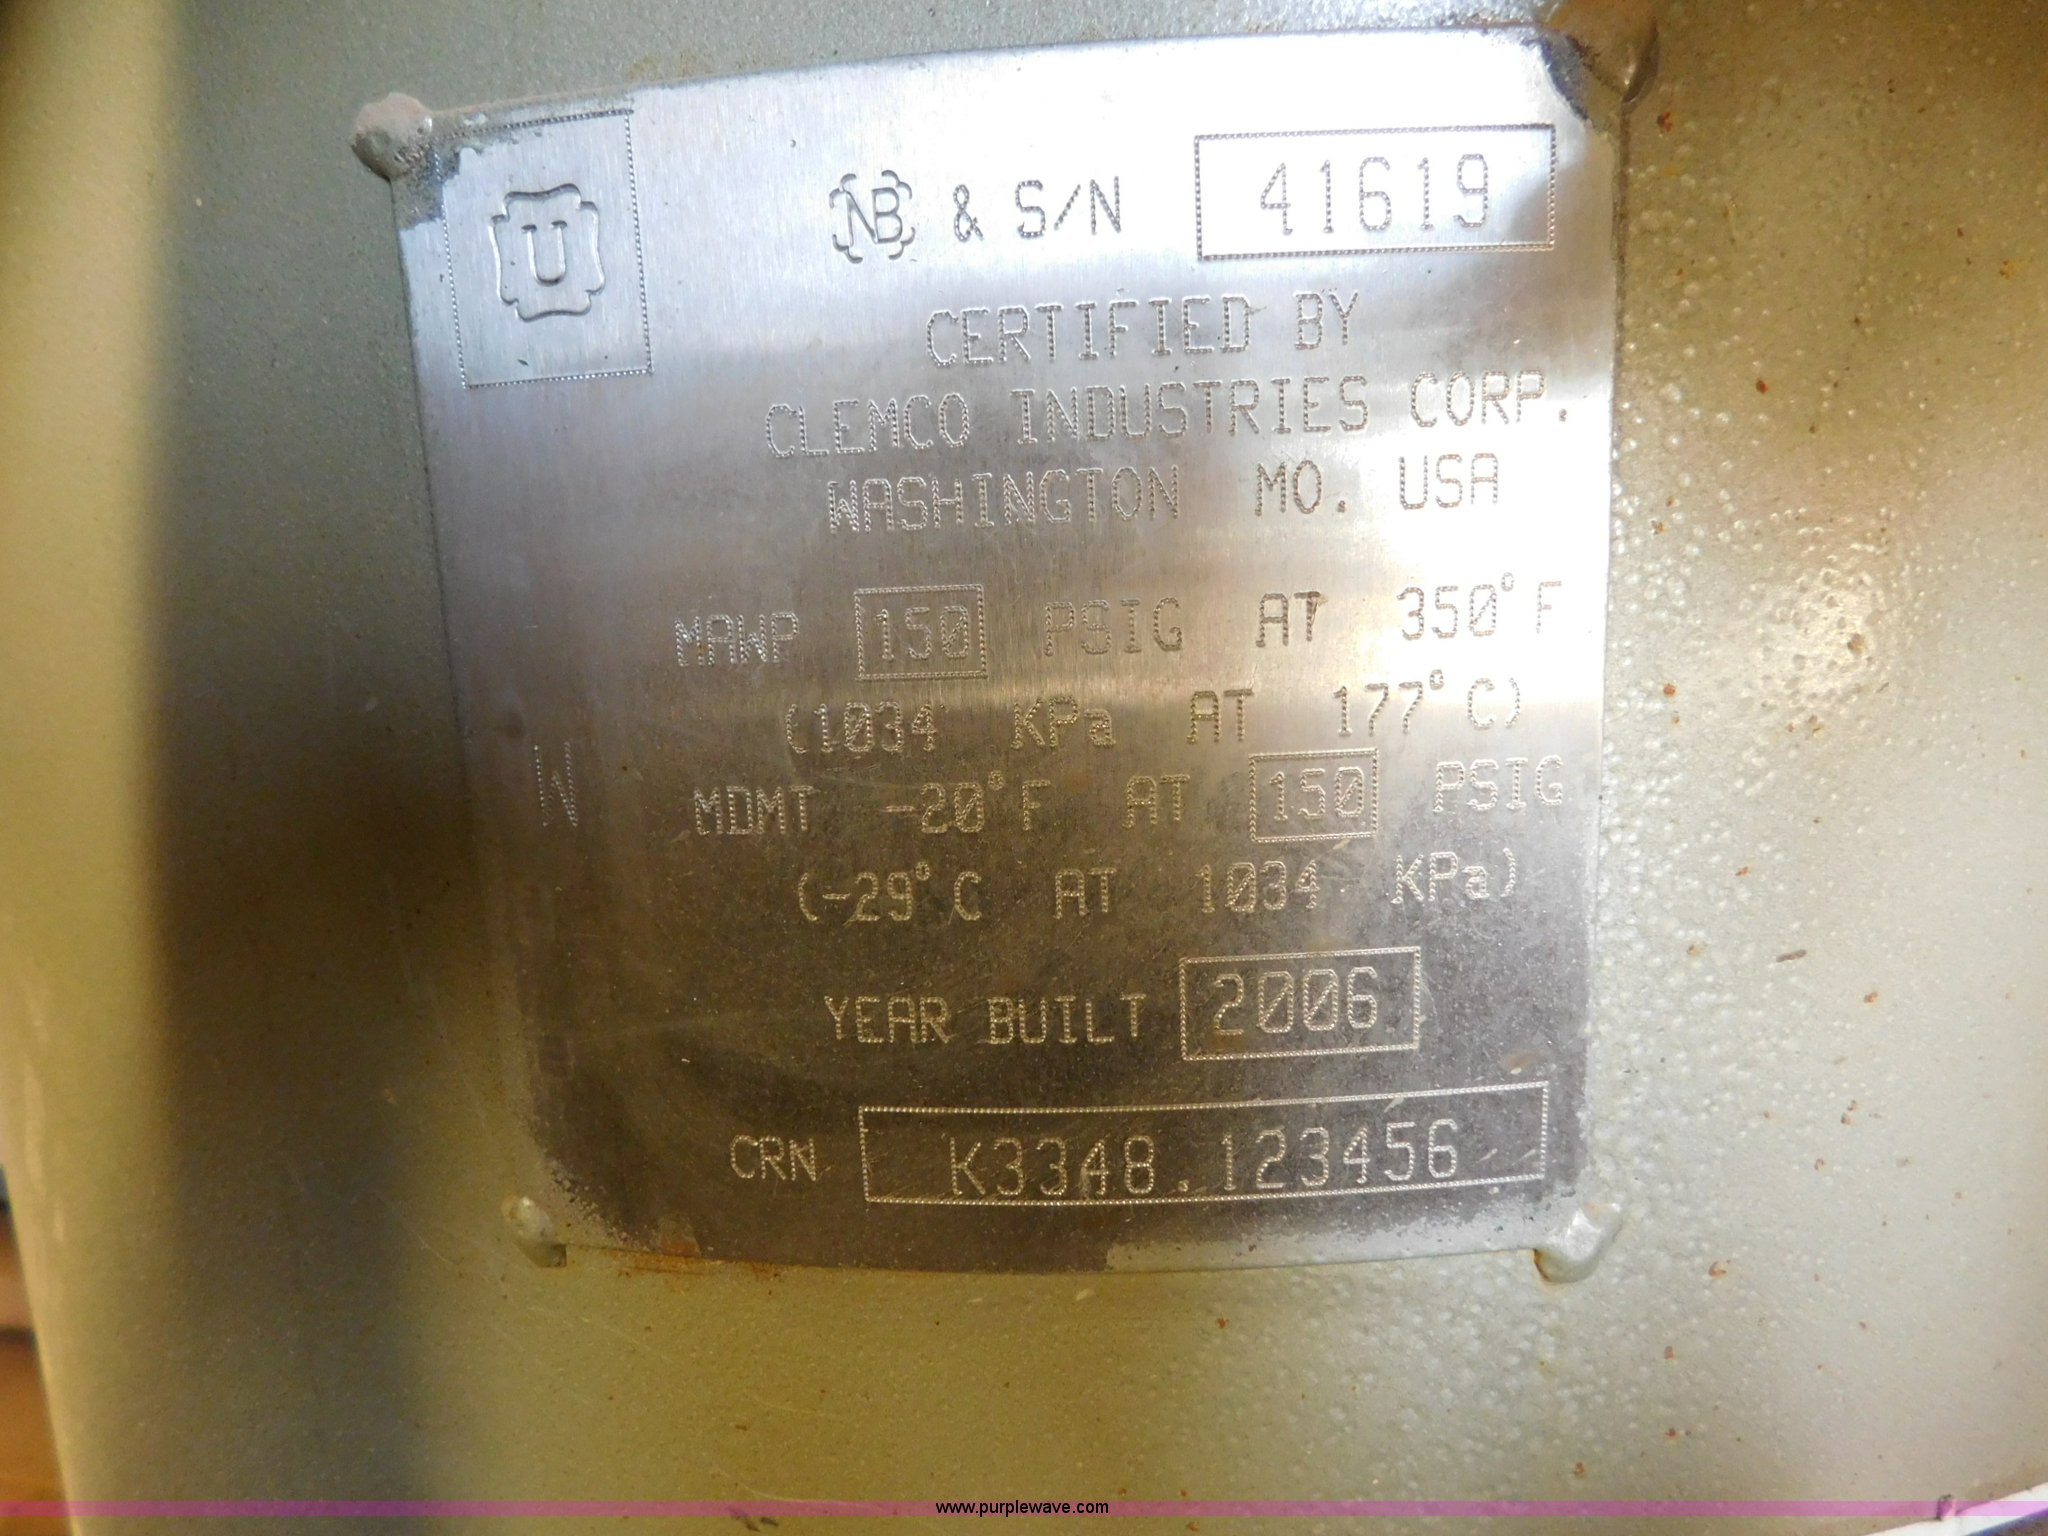 U
NB & S/N 41619
CERTIFIED BY
CLEMCO INDUSTRIES CORP.
WASHINGTON MO. USA
MAWP 150 PSIG AT 350°F
(1034 KPa AT 177°C)
W
MDMT -20°F AT 150 PSIG
(-29°C AT 1034 KPa)
YEAR BUILT 2006
CRN K3348.123456
www.purplewave.com